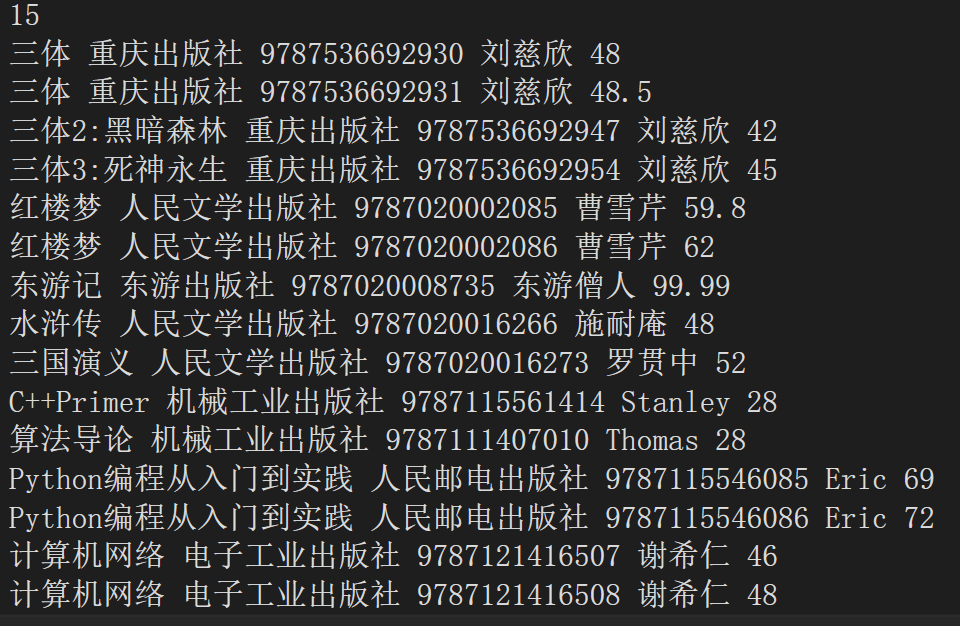 15
三体 重庆出版社 9787536692930 刘慈欣 48
三体 重庆出版社 9787536692931 刘慈欣 48.5
三体2:黑暗森林 重庆出版社 9787536692947 刘慈欣 42
三体3:死神永生 重庆出版社 9787536692954 刘慈欣 45
红楼梦 人民文学出版社 9787020002085 曹雪芹 59.8
红楼梦 人民文学出版社 9787020002086 曹雪芹 62
东游记 东游出版社 9787020008735 东游僧人 99.99
水浒传 人民文学出版社 9787020016266 施耐庵 48
三国演义 人民文学出版社 9787020016273 罗贯中 52
C++Primer 机械工业出版社 9787115561414 Stanley 28
算法导论 机械工业出版社 9787111407010 Thomas 28
Python编程从入门到实践 人民邮电出版社 9787115546085 Eric 69
Python编程从入门到实践 人民邮电出版社 9787115546086 Eric 72
计算机网络 电子工业出版社 9787121416507 谢希仁 46
计算机网络 电子工业出版社 9787121416508 谢希仁 48